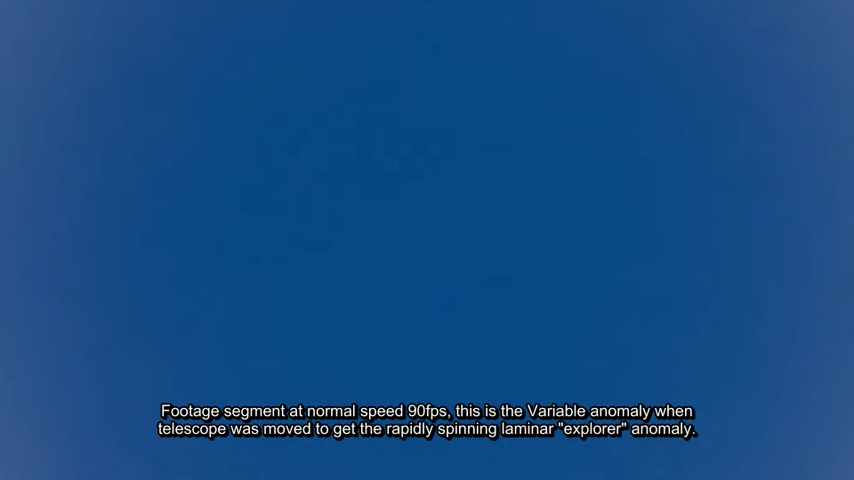 Footage segment at normal speed 90fps, this is the Variable anomaly when
telescope was moved to get the rapidly spinning laminar "explorer" anomaly.